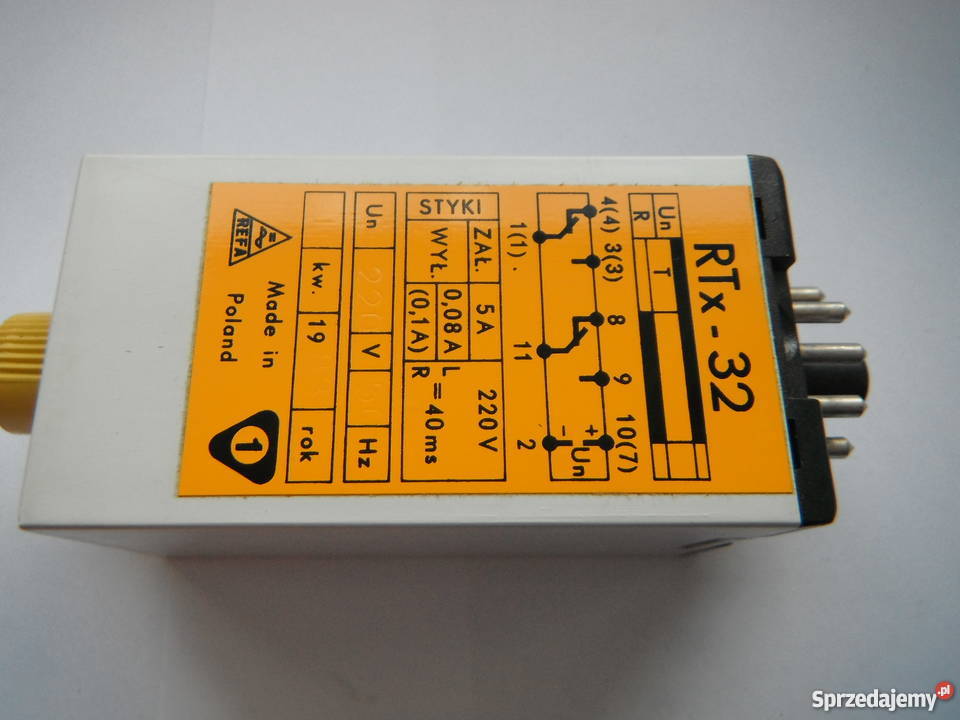 RTx-32
Un
T
R
4(4) 3(3) 8 9 10(7)
+
Un
-
1(1). 11 2
STYKI ZAŁ. 5A 220V
WYŁ. 0,08A L/R=40ms
(0,1A)
Un 220 V Hz
kw. 19 rok
REFA
Made in
Poland
1
Sprzedajemy.pl